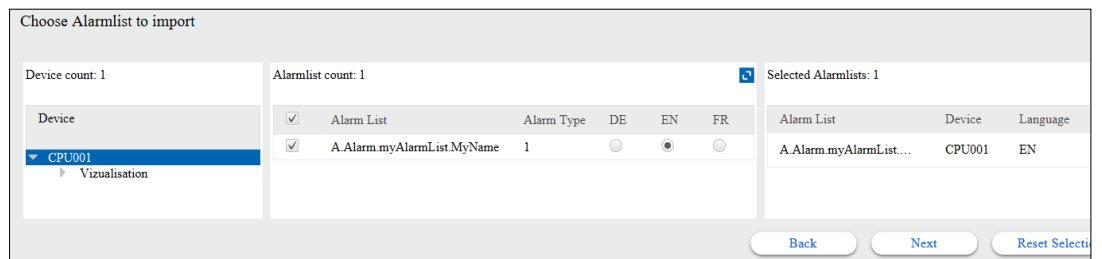 Choose Alarmlist to import
Device count: 1
Device
CPU001
Vizualisation
Alarmlist count: 1
Alarm List Alarm Type DE EN FR
A.Alarm.myAlarmList.MyName 1
Selected Alarmlists: 1
Alarm List Device Language
A.Alarm.myAlarmList.... CPU001 EN
Back Next Reset Selecti